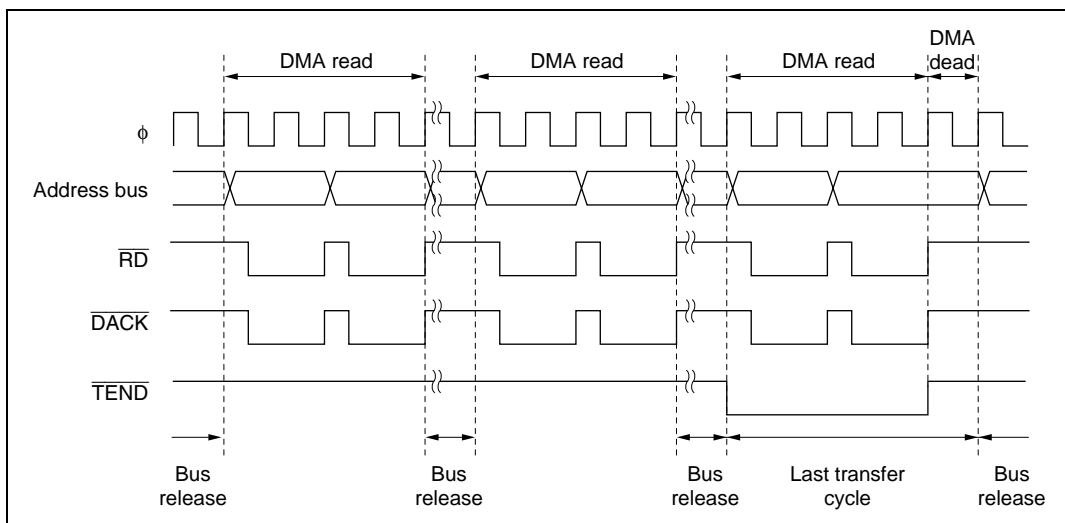 DMA
dead
DMA read
DMA read
DMA read
ϕ
Address bus
RD
DACK
TEND
Bus
release
Bus
release
Bus
release
Last transfer
cycle
Bus
release